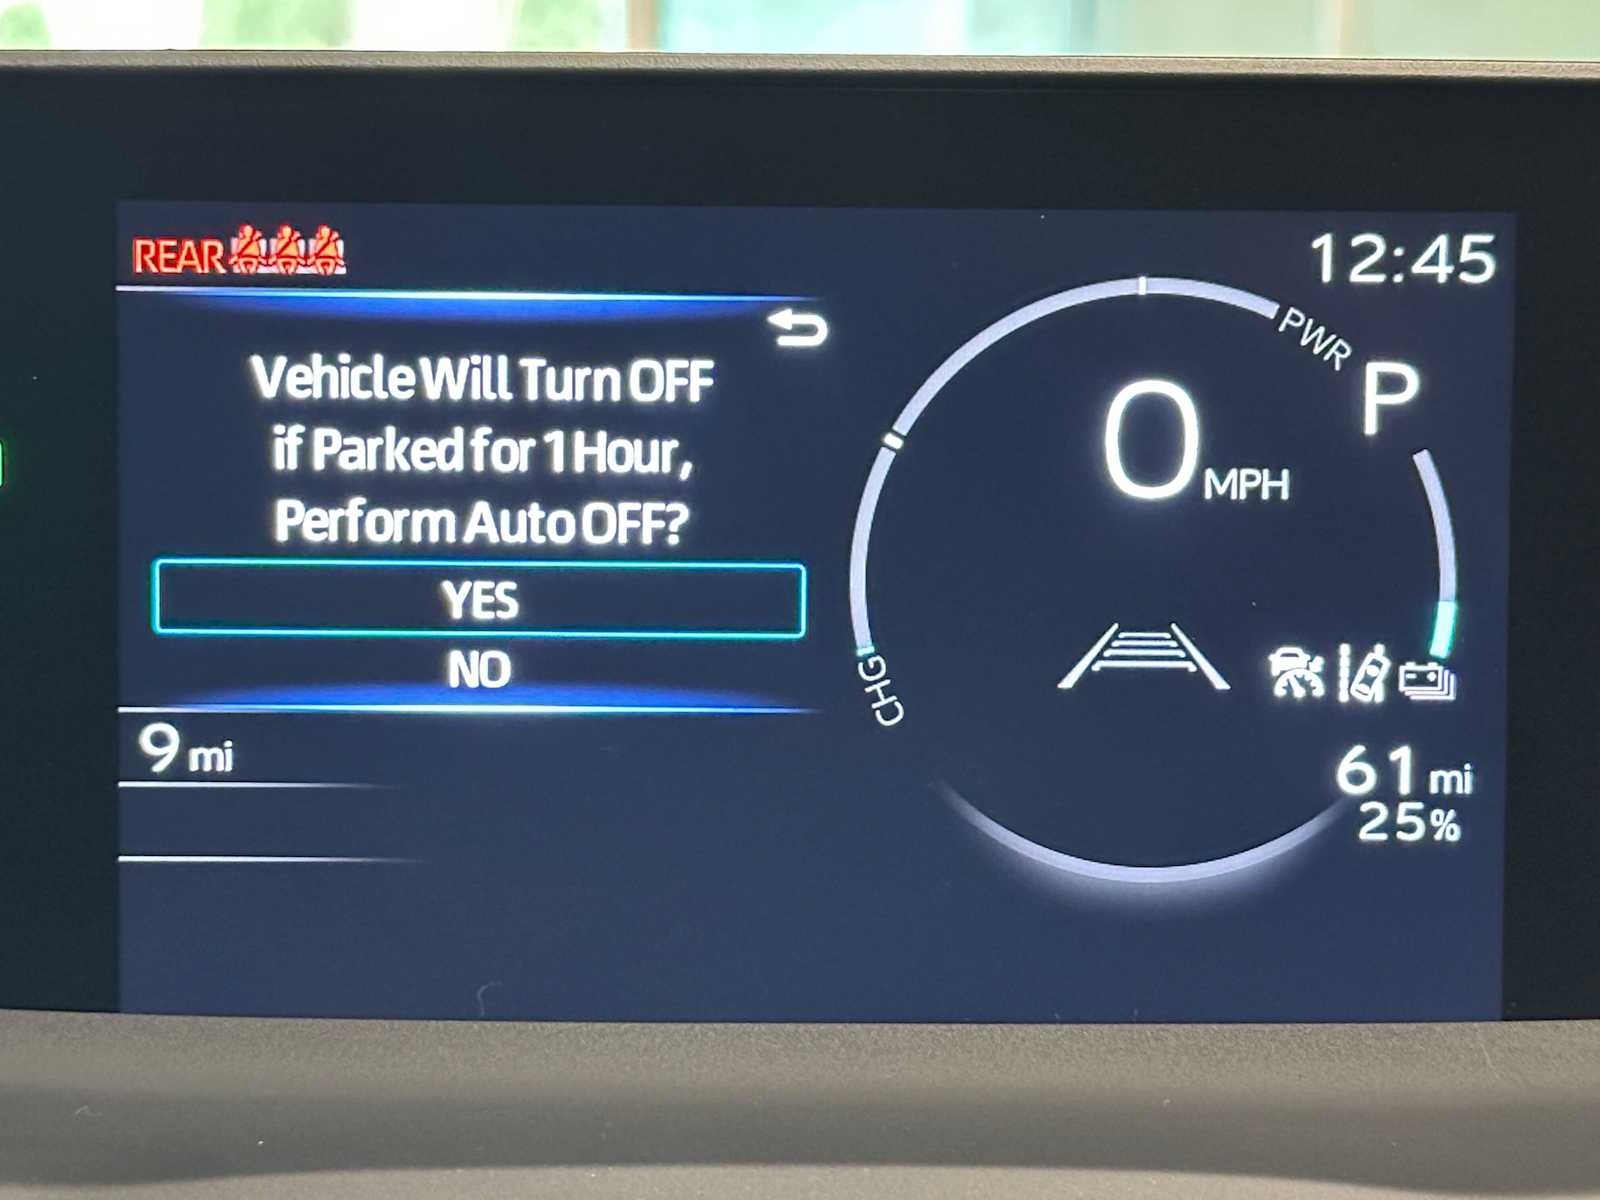 REAR
12:45
PWR
Vehicle Will Turn OFF
if Parked for 1 Hour,
Perform Auto OFF?
YES
NO
P
0 MPH
CHG
9 mi
61 mi
25%